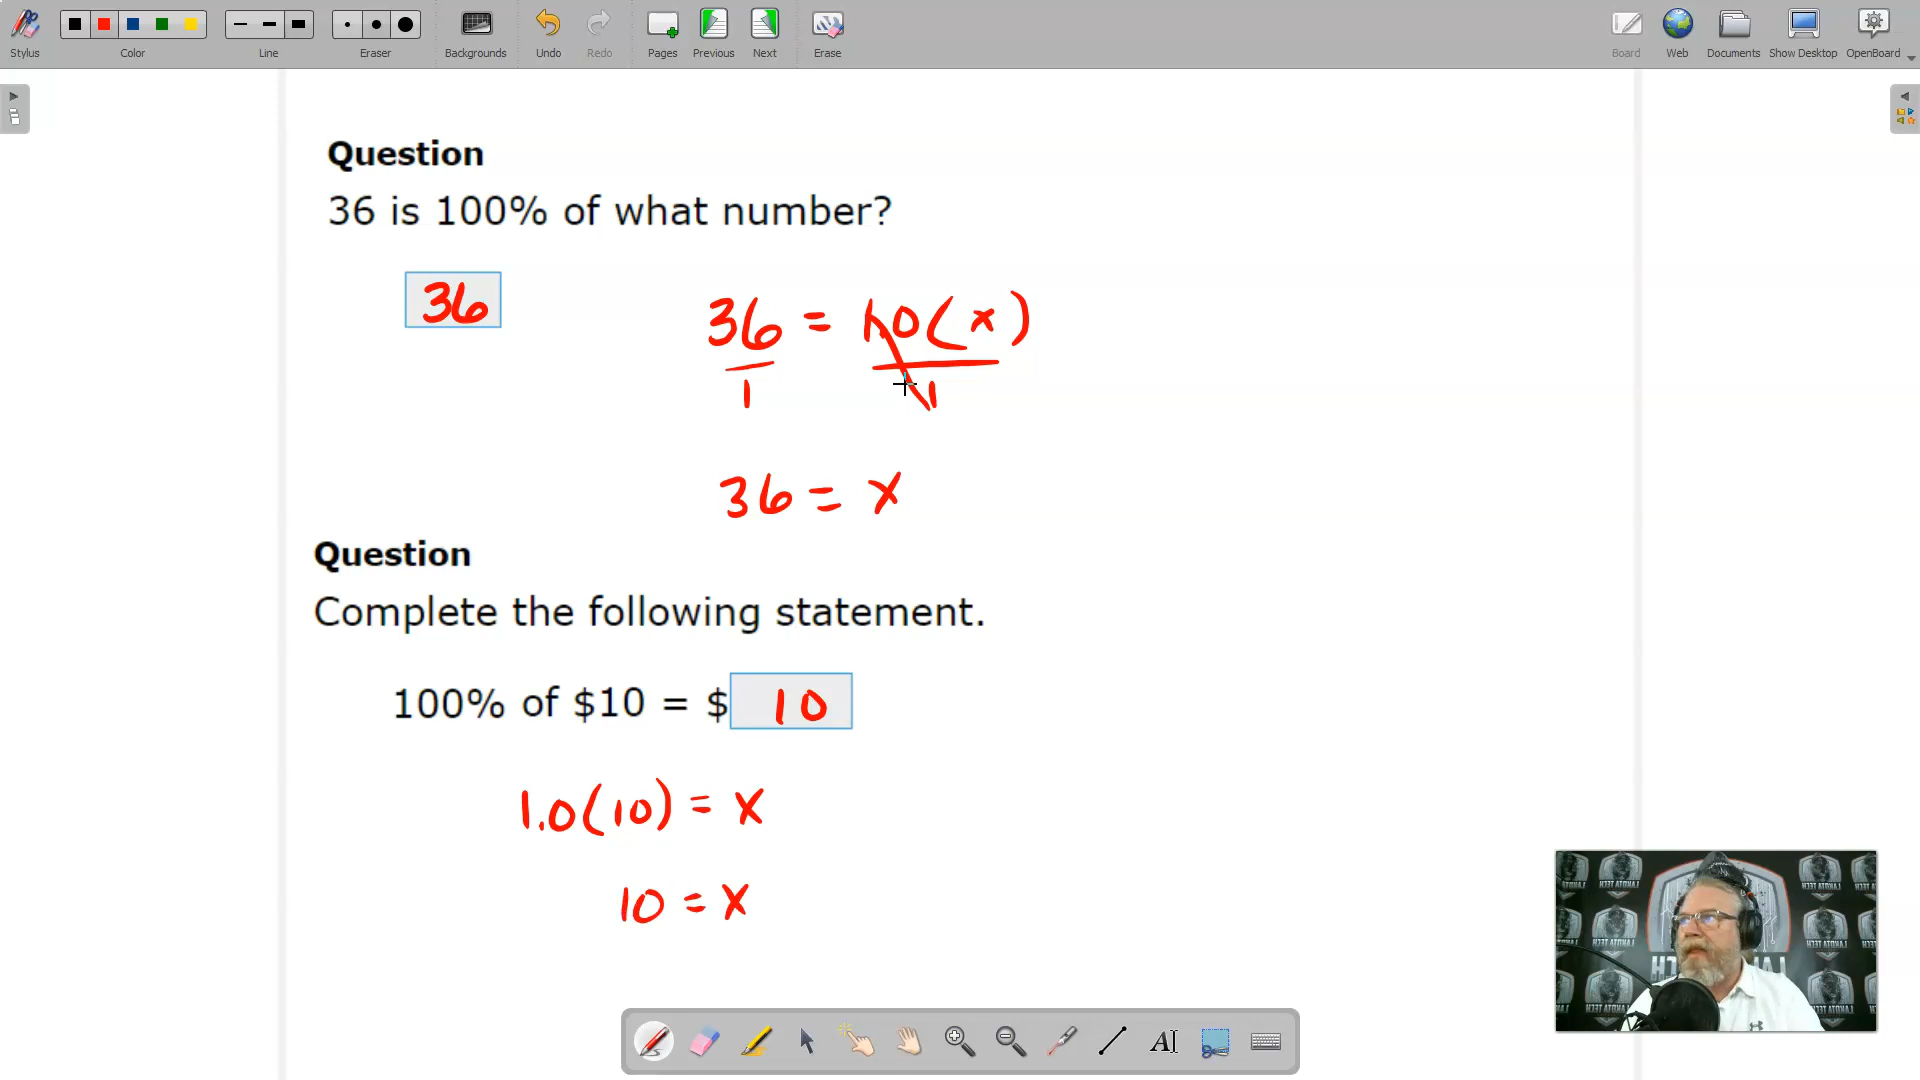 Stylus Color Line Eraser Backgrounds Undo Redo Pages Previous Next Erase Board Web Documents Show Desktop OpenBoard
Question
36 is 100% of what number?
36
36 = 1.0(x)
1 1
36 = x
Question
Complete the following statement.
100% of $10 = $ 10
1.0(10) = x
10 = x